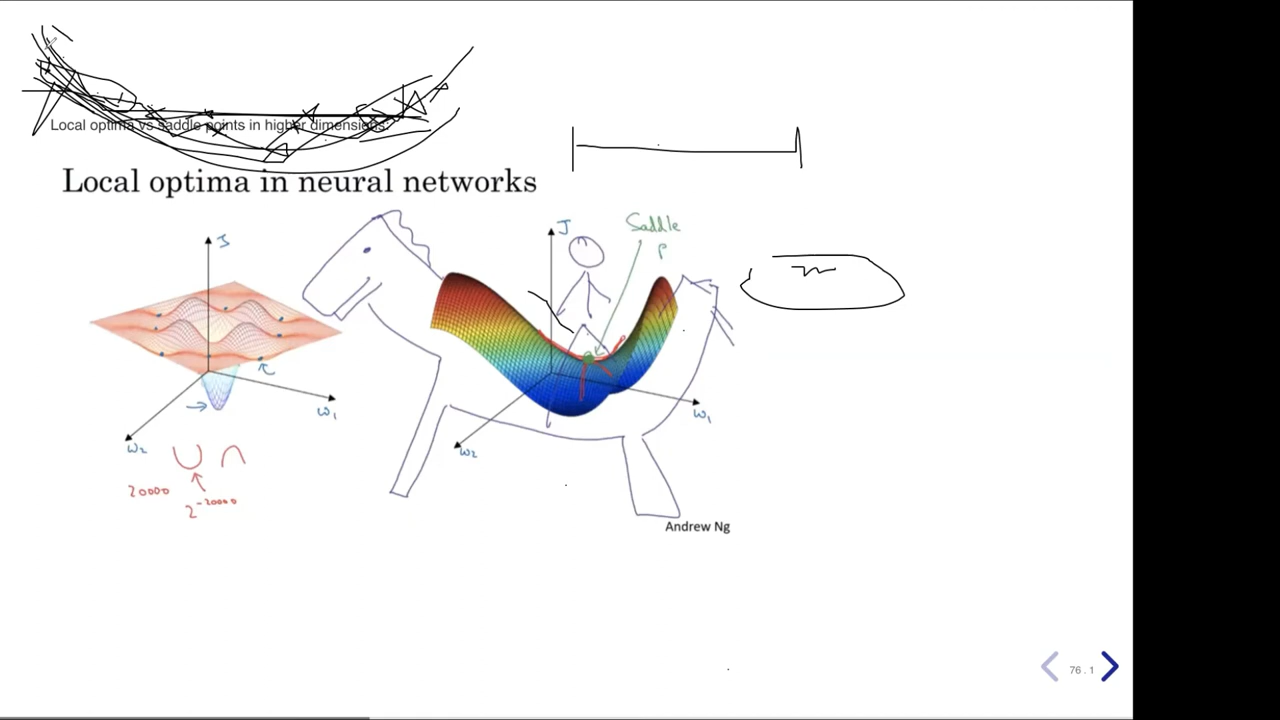 Local optima vs saddle points in higher dimensions:
Local optima in neural networks
Saddle
P
J
J
w₁
w₂
w₁
w₂
20000
2⁻²⁰⁰⁰⁰
Andrew Ng
76 . 1